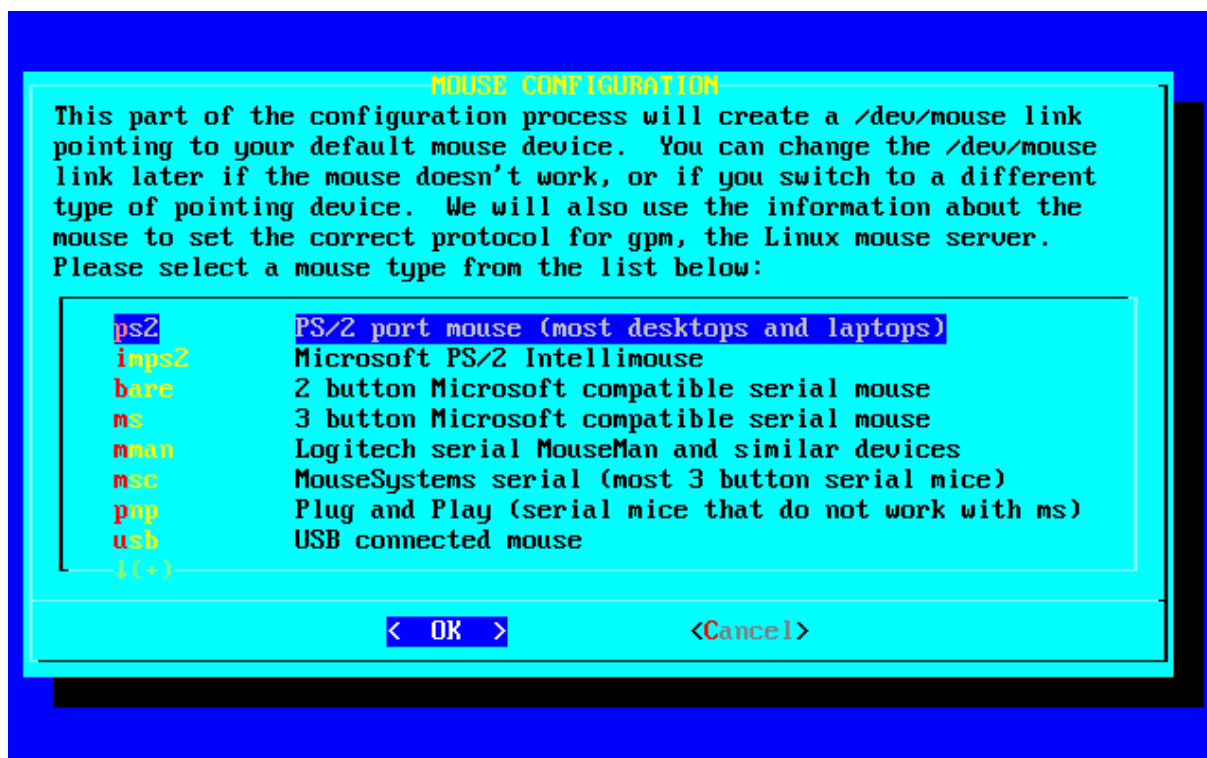 MOUSE CONFIGURATION
This part of the configuration process will create a /dev/mouse link
pointing to your default mouse device.  You can change the /dev/mouse
link later if the mouse doesn't work, or if you switch to a different
type of pointing device.  We will also use the information about the
mouse to set the correct protocol for gpm, the Linux mouse server.
Please select a mouse type from the list below:
ps2 PS/2 port mouse (most desktops and laptops)
imps2 Microsoft PS/2 Intellimouse
bare 2 button Microsoft compatible serial mouse
ms 3 button Microsoft compatible serial mouse
mman Logitech serial MouseMan and similar devices
msc MouseSystems serial (most 3 button serial mice)
pnp Plug and Play (serial mice that do not work with ms)
usb USB connected mouse
↓(+)
<  OK  > <Cancel>